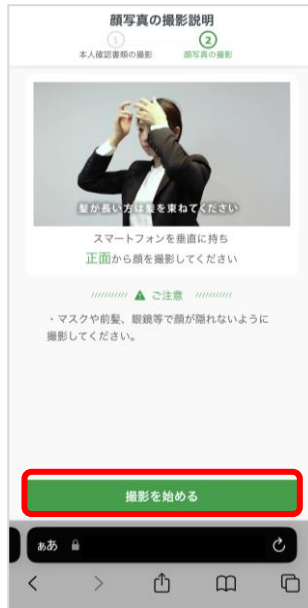 顔写真の撮影説明
1
2
本人確認書類の撮影
顔写真の撮影
髪が長い方は髪を束ねてください
スマートフォンを垂直に持ち
正面から顔を撮影してください
ご注意
・マスクや前髪、眼鏡等で顔が隠れないように
撮影してください。
撮影を始める
ああ